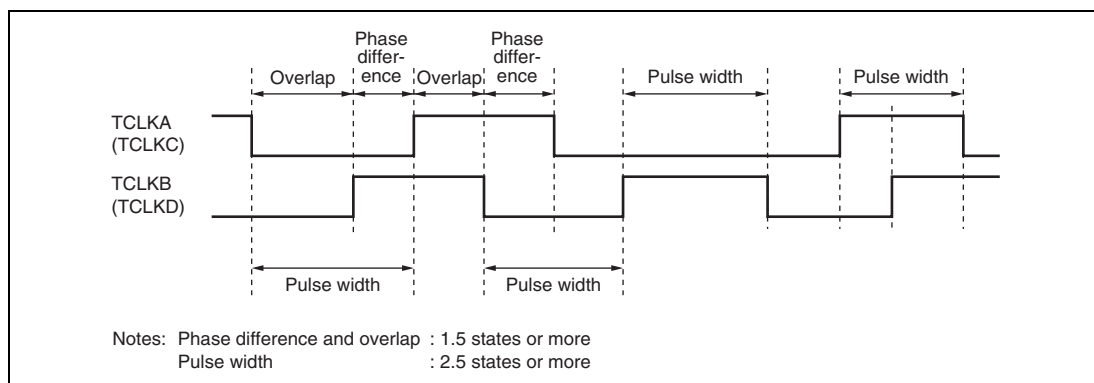 Phase
differ-
ence
Phase
differ-
ence
Overlap
Overlap
Pulse width
Pulse width
TCLKA
(TCLKC)
TCLKB
(TCLKD)
Pulse width
Pulse width
Notes: Phase difference and overlap : 1.5 states or more
Pulse width : 2.5 states or more